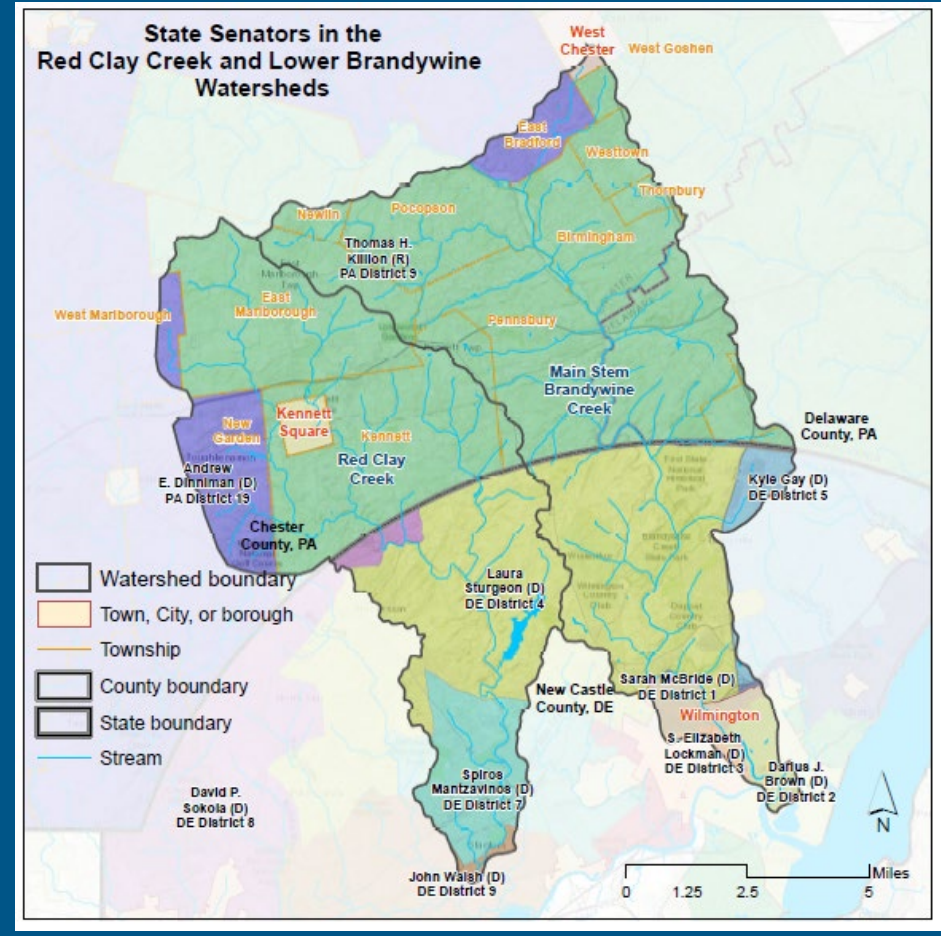 State Senators in the
Red Clay Creek and Lower Brandywine
Watersheds
West
Chester
West Goshen
East
Bradford
Westtown
Thornbury
Newlin
Pocopson
Birmingham
Thomas H.
Killion (R)
PA District 9
East
Marlborough
West Marlborough
Pennsbury
Main Stem
Brandywine
Creek
Kennett
Square
New
Garden
Kennett
Red Clay
Creek
Delaware
County, PA
Andrew
E. Dinniman (D)
PA District 19
Kyle Gay (D)
DE District 5
Chester
County, PA
Laura
Sturgeon (D)
DE District 4
Watershed boundary
Town, City, or borough
Township
County boundary
State boundary
Stream
New Castle
County, DE
Sarah McBride (D)
DE District 1
Wilmington
S. Elizabeth
Lockman (D)
DE District 3
Darius J.
Brown (D)
DE District 2
Spiros
Mantzavinos (D)
DE District 7
David P.
Sokola (D)
DE District 8
John Walsh (D)
DE District 9
N
Miles
0 1.25 2.5 5